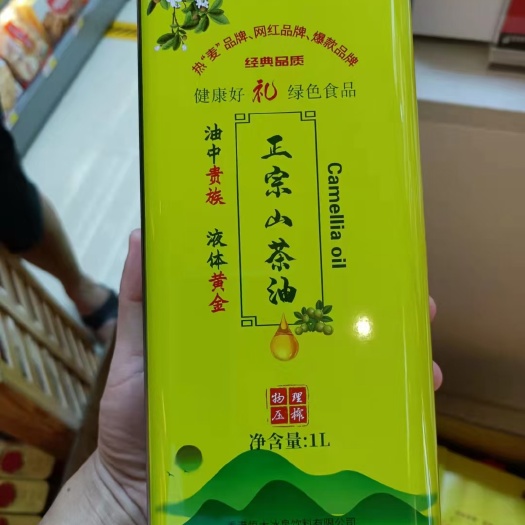 热“麦”品牌、网红品牌、爆款品牌
经典品质
健康好 礼 绿色食品
油中贵族 液体黄金
正宗山茶油
Camellia oil
物理
压榨
净含量:1L